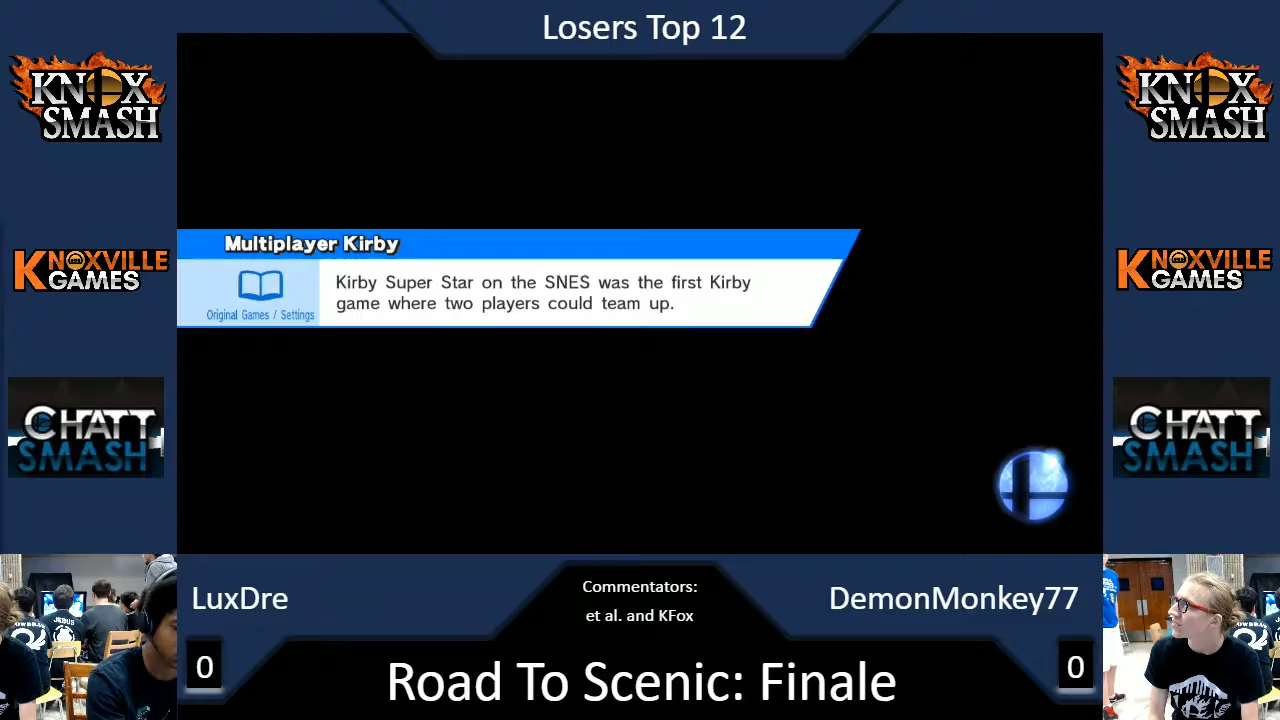 Losers Top 12
KNOX
SMASH
KNOX
SMASH
Multiplayer Kirby
Original Games / Settings
Kirby Super Star on the SNES was the first Kirby
game where two players could team up.
KNOXVILLE
GAMES
KNOXVILLE
GAMES
CHATT
SMASH
CHATT
SMASH
LuxDre
Commentators:
et al. and KFox
DemonMonkey77
0
0
Road To Scenic: Finale
JESUS